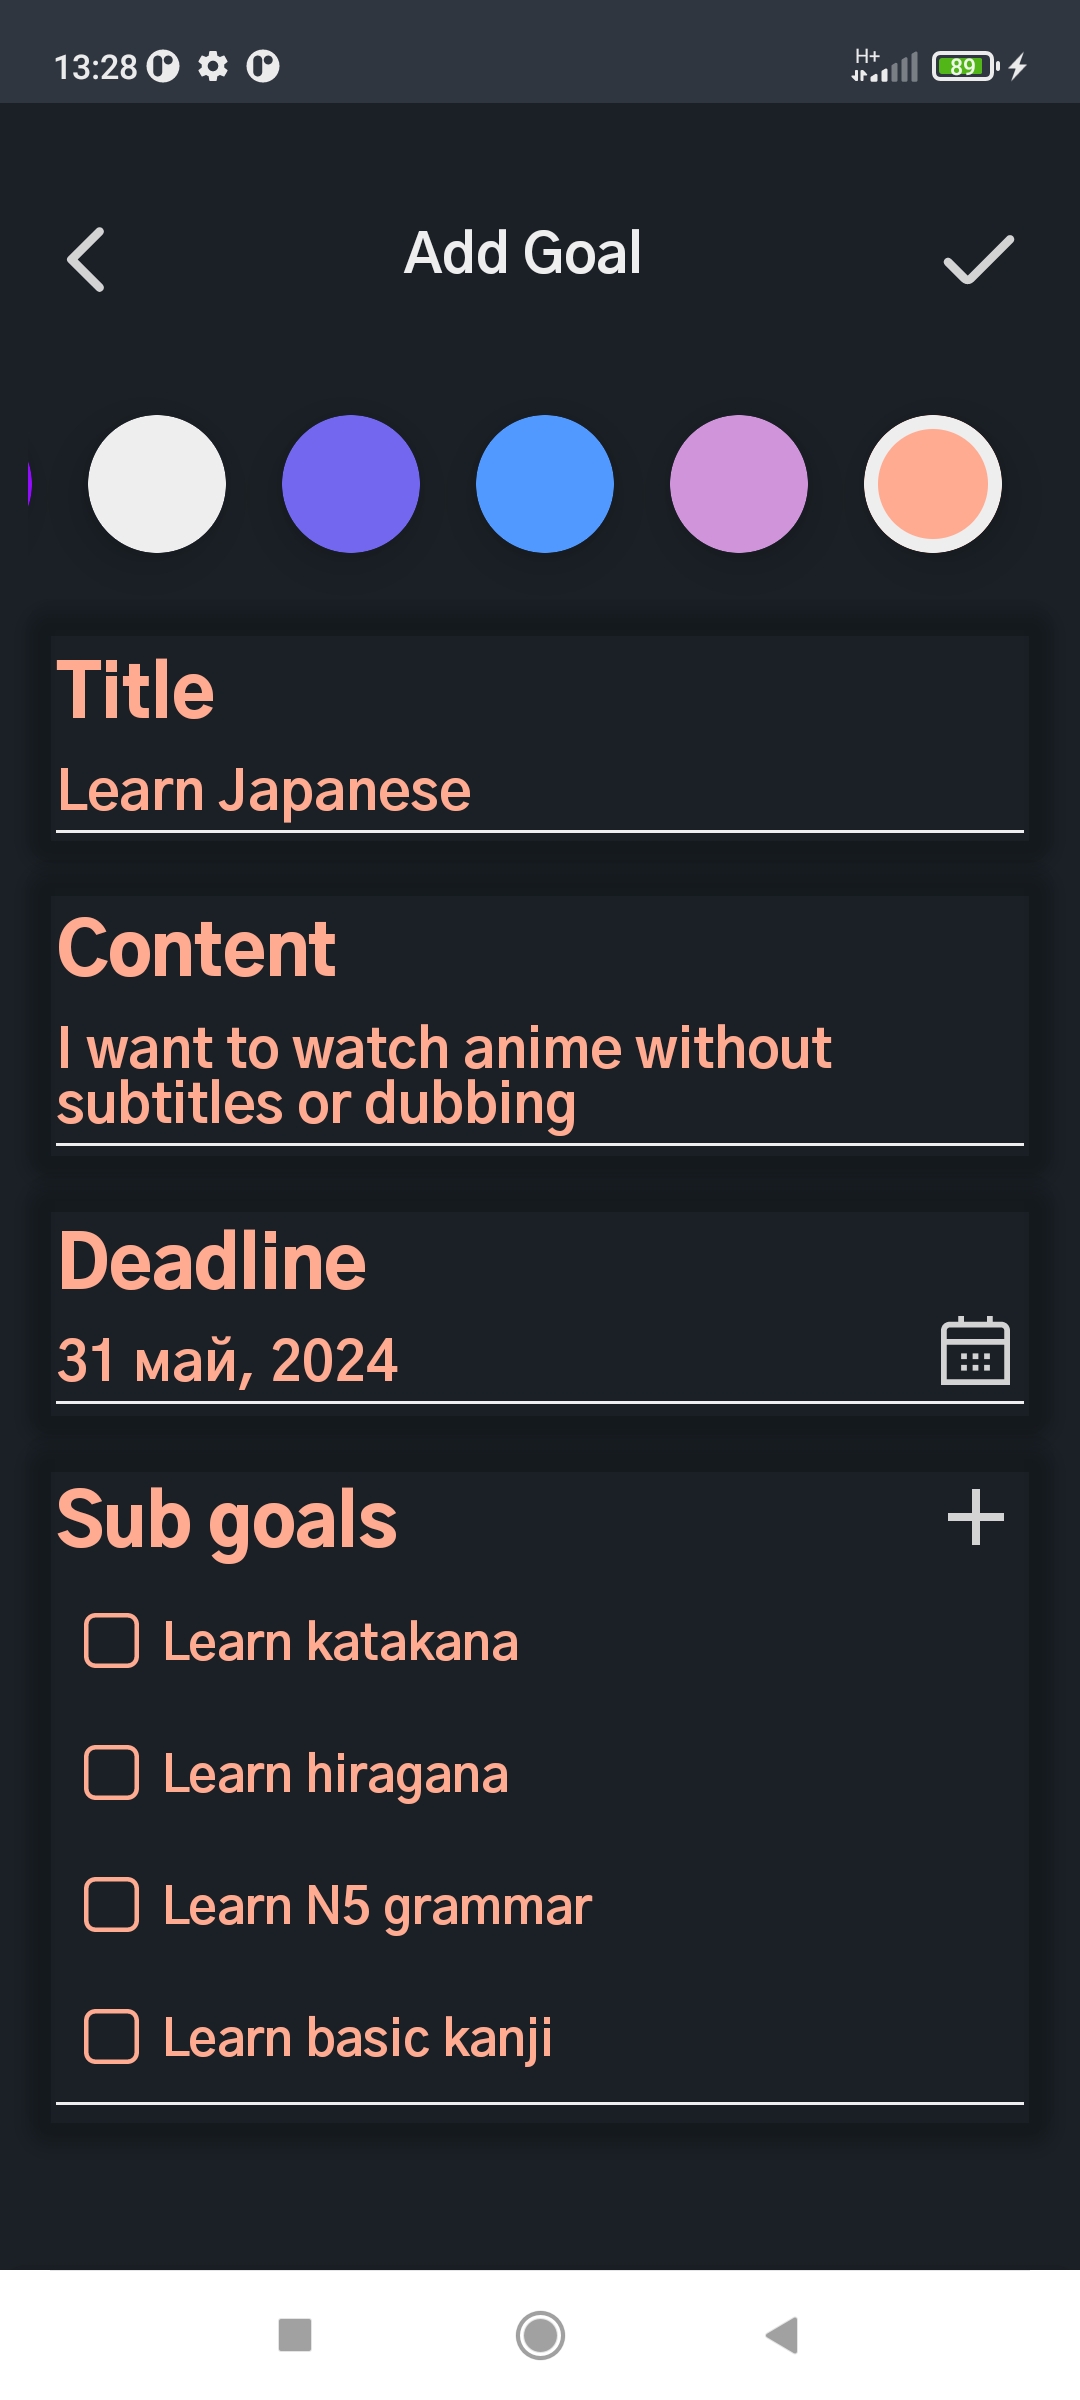 13:28
H+
89
Add Goal
Title
Learn Japanese
Content
I want to watch anime without
subtitles or dubbing
Deadline
31 май, 2024
Sub goals
Learn katakana
Learn hiragana
Learn N5 grammar
Learn basic kanji